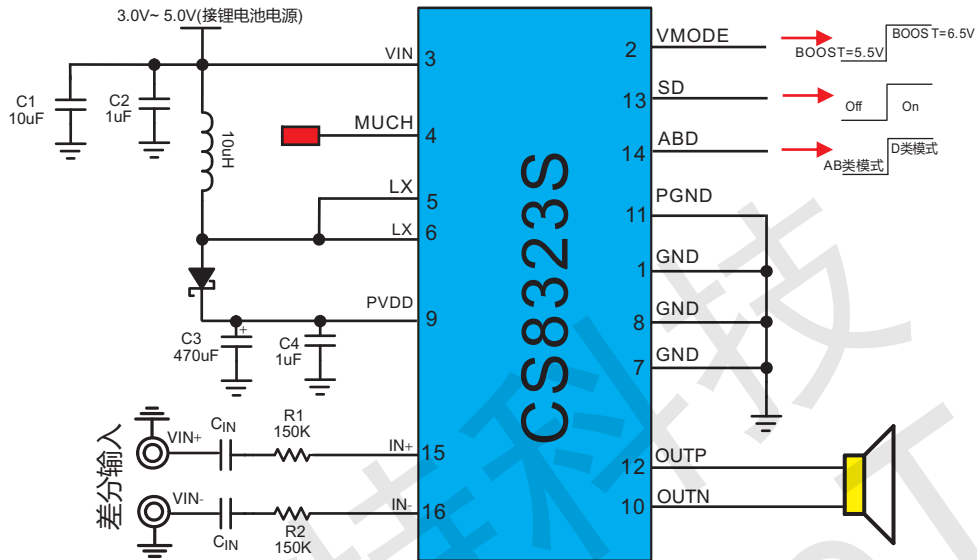 3.0V~ 5.0V(接锂电池电源)
VIN
3
C1
10uF
C2
1uF
10uH
MUCH
4
LX
5
LX
6
PVDD
9
C3
470uF
+
C4
1uF
差分输入
VIN+
CIN
R1
150K
IN+
15
VIN-
CIN
R2
150K
IN-
16
CS8323S
2
VMODE
BOOST=5.5V
BOOST=6.5V
13
SD
Off
On
14
ABD
AB类模式
D类模式
11
PGND
1
GND
8
GND
7
GND
12
OUTP
10
OUTN
特科技